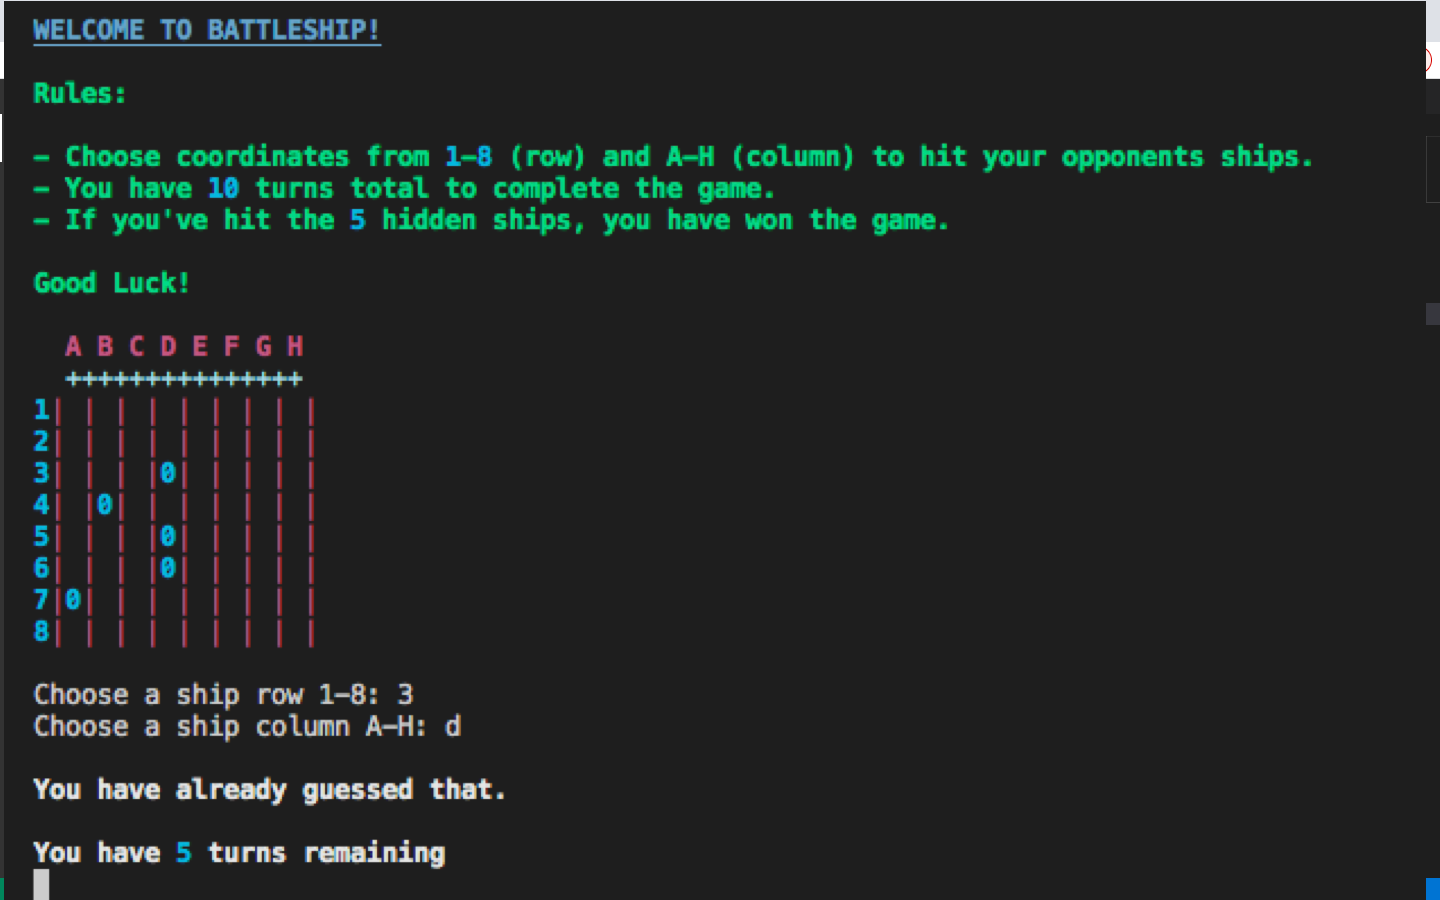 WELCOME TO BATTLESHIP!
Rules:
– Choose coordinates from 1–8 (row) and A–H (column) to hit your opponents ships.
– You have 10 turns total to complete the game.
– If you've hit the 5 hidden ships, you have won the game.
Good Luck!
  A B C D E F G H
  +++++++++++++++
1| | | | | | | | |
2| | | | | | | | |
3| | | |0| | | | |
4| |0| | | | | | |
5| | | |0| | | | |
6| | | |0| | | | |
7|0| | | | | | | |
8| | | | | | | | |
Choose a ship row 1–8: 3
Choose a ship column A–H: d
You have already guessed that.
You have 5 turns remaining